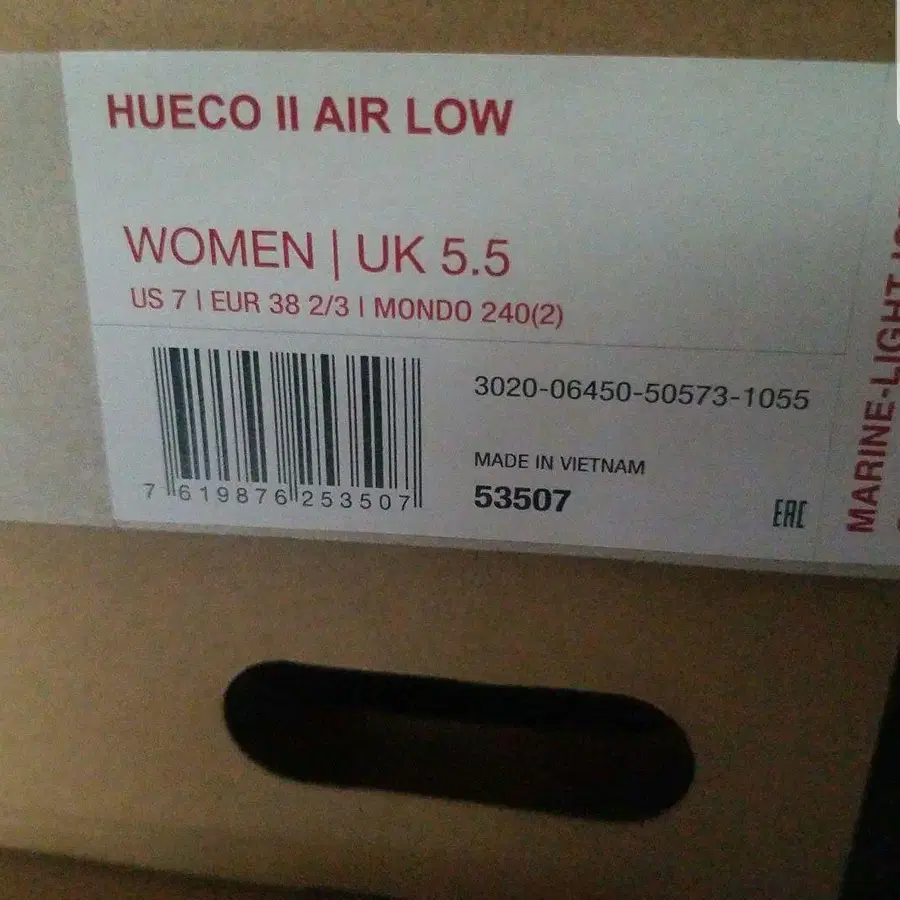 HUECO II AIR LOW
WOMEN | UK 5.5
US 7 | EUR 38 2/3 | MONDO 240(2)
3020-06450-50573-1055
MADE IN VIETNAM
53507
EAC
7 619876 253507
MARINE-LIGHT